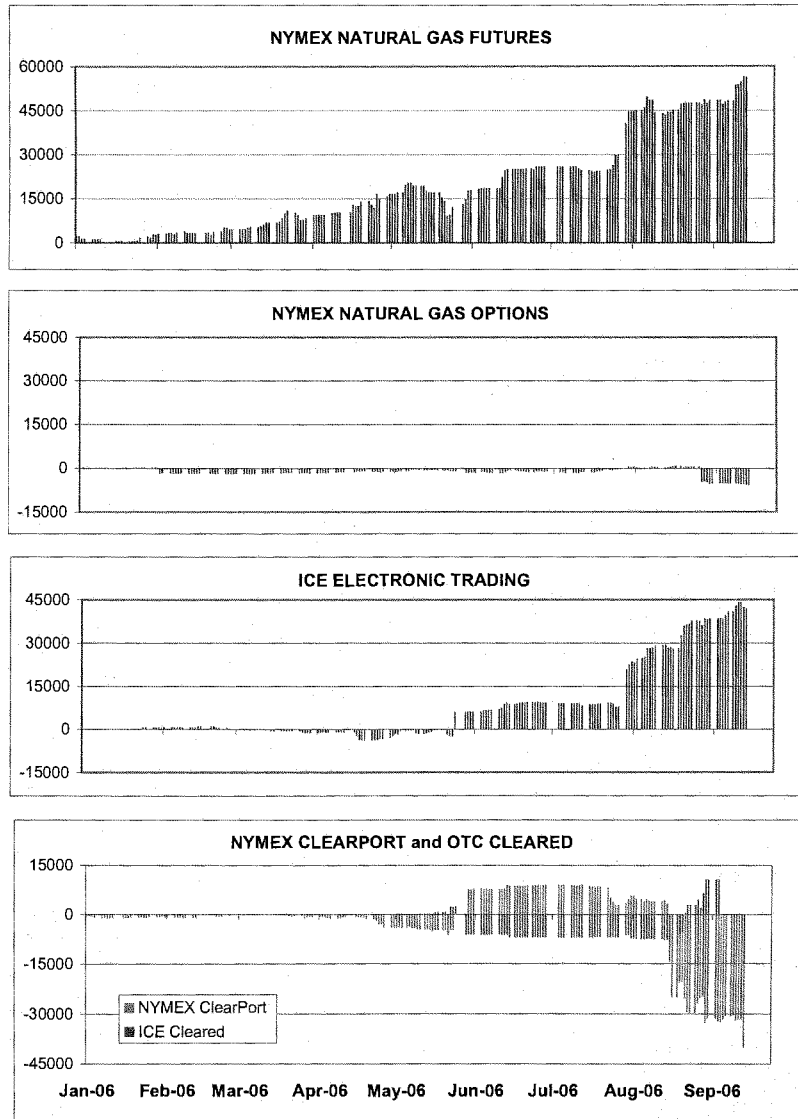 NYMEX NATURAL GAS FUTURES
60000
45000
30000
15000
0
NYMEX NATURAL GAS OPTIONS
45000
30000
15000
0
-15000
ICE ELECTRONIC TRADING
45000
30000
15000
0
-15000
NYMEX CLEARPORT and OTC CLEARED
15000
0
-15000
-30000
-45000
NYMEX ClearPort
ICE Cleared
Jan-06 Feb-06 Mar-06 Apr-06 May-06 Jun-06 Jul-06 Aug-06 Sep-06